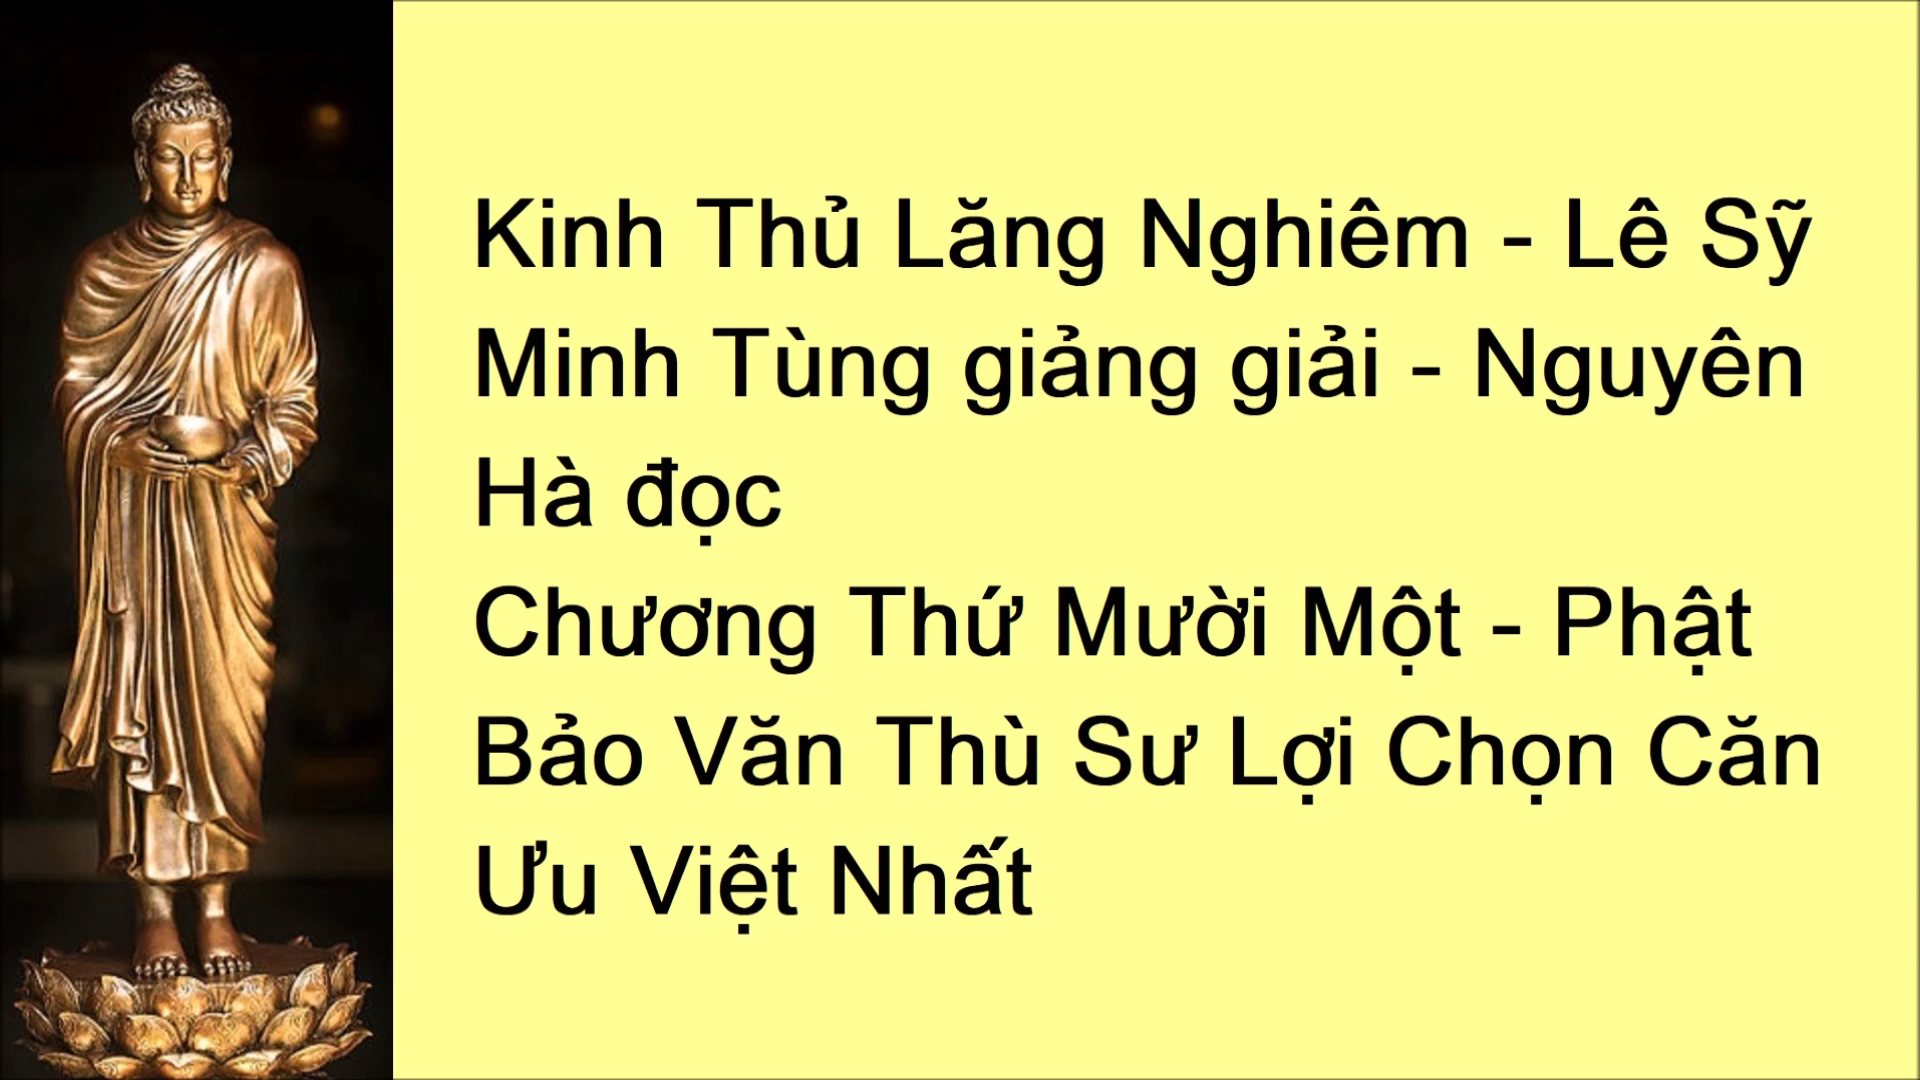 Kinh Thủ Lăng Nghiêm - Lê Sỹ
Minh Tùng giảng giải - Nguyên
Hà đọc
Chương Thứ Mười Một - Phật
Bảo Văn Thù Sư Lợi Chọn Căn
Ưu Việt Nhất